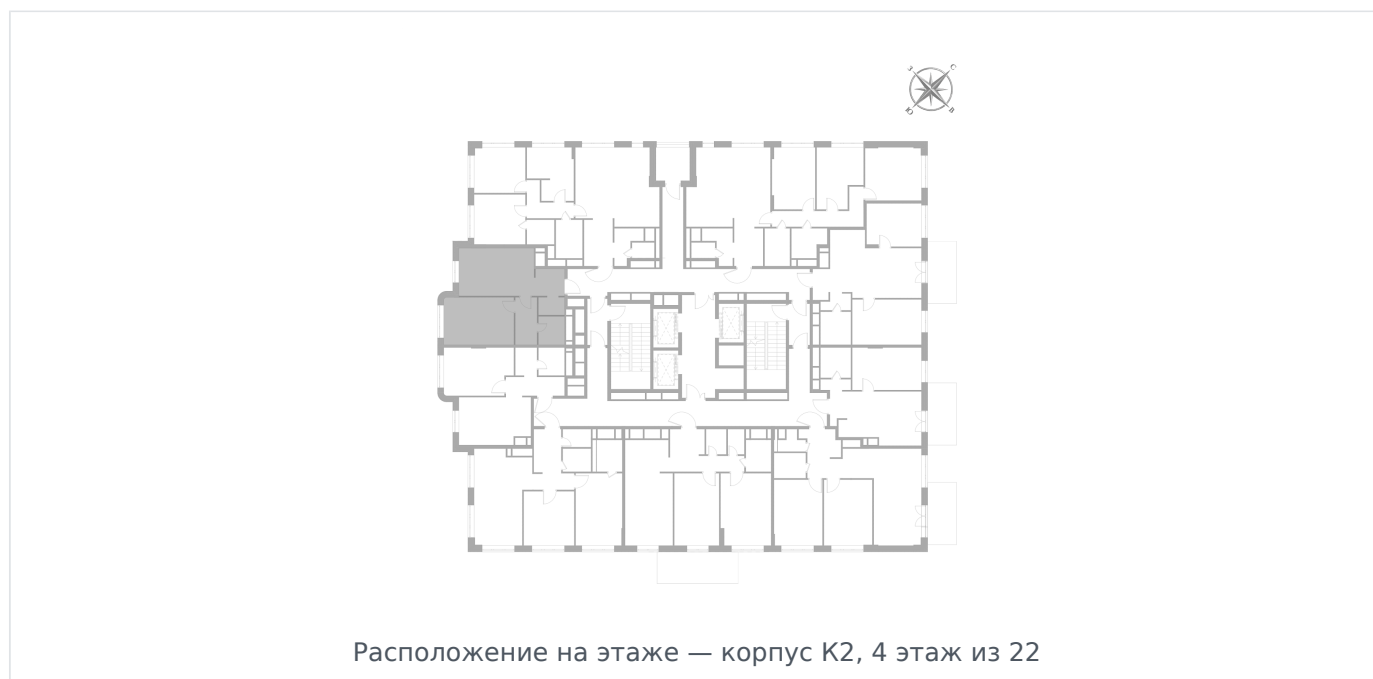 З С
Ю В
Расположение на этаже — корпус К2, 4 этаж из 22